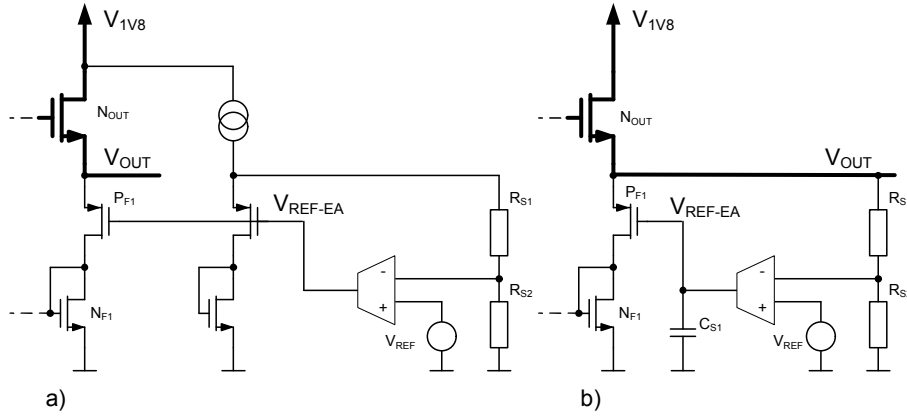 V1V8
NOUT
VOUT
PF1
VREF-EA
RS1
-
+
RS2
NF1
VREF
a)
V1V8
NOUT
VOUT
PF1
VREF-EA
RS
-
+
NF1
CS1
VREF
b)